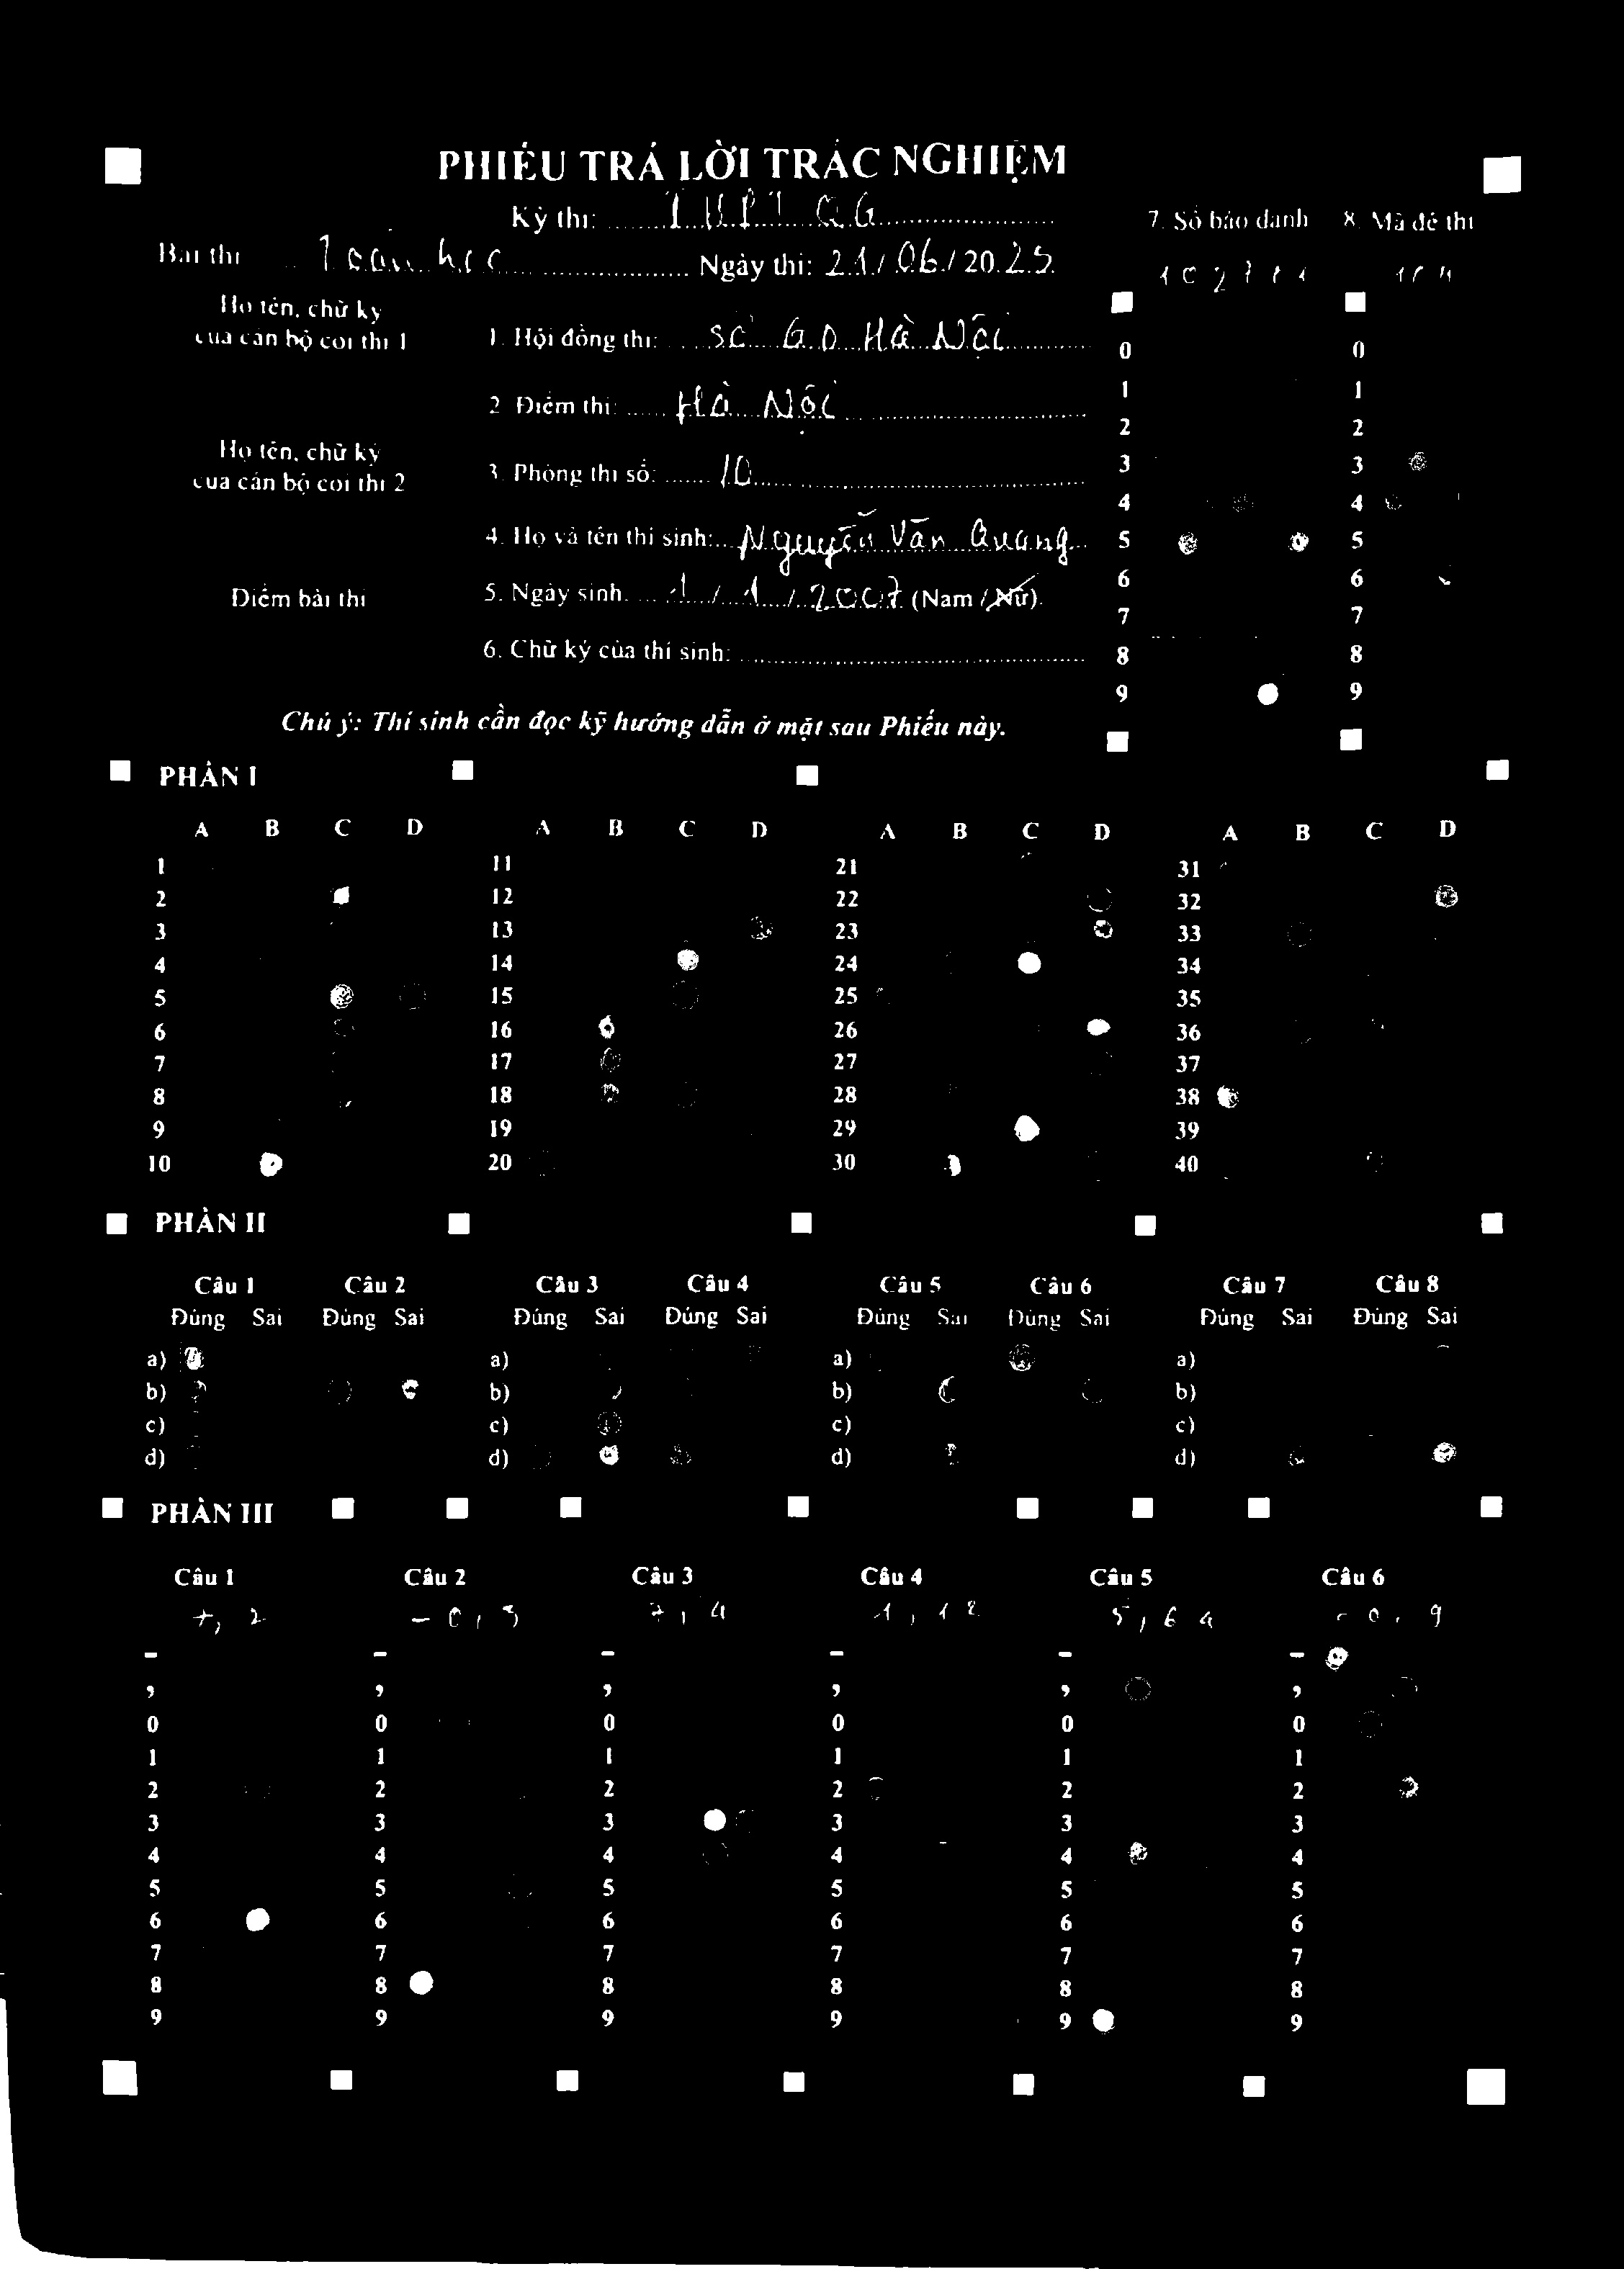 PHIẾU TRẢ LỜI TRẮC NGHIỆM
Kỳ thi: THPT QG
Bài thi Toán học Ngày thi: 21/06/2025
7. Số báo danh 8. Mã đề thi
Họ tên, chữ ký
của cán bộ coi thi 1
1. Hội đồng thi: Sở GD Hà Nội
2. Điểm thi: Hà Nội
Họ tên, chữ ký
của cán bộ coi thi 2
3. Phòng thi số: 10
4. Họ và tên thí sinh: Nguyễn Văn Quang
Điểm bài thi
5. Ngày sinh: 1/1/2007 (Nam / Nữ).
6. Chữ ký của thí sinh:
0 0
1 1
2 2
3 3
4 4
5 5
6 6
7 7
8 8
9 9
Chú ý: Thí sinh cần đọc kỹ hướng dẫn ở mặt sau Phiếu này.
PHẦN I
A B C D A B C D A B C D A B C D
1 11 21 31
2 12 22 32
3 13 23 33
4 14 24 34
5 15 25 35
6 16 26 36
7 17 27 37
8 18 28 38
9 19 29 39
10 20 30 40
PHẦN II
Câu 1 Câu 2 Câu 3 Câu 4 Câu 5 Câu 6 Câu 7 Câu 8
Đúng Sai Đúng Sai Đúng Sai Đúng Sai Đúng Sai Đúng Sai Đúng Sai Đúng Sai
a) a) a) a)
b) b) b) b)
c) c) c) c)
d) d) d) d)
PHẦN III
Câu 1 Câu 2 Câu 3 Câu 4 Câu 5 Câu 6
7,2 -0,3 7,4 1,12 5,64 -0,9
- - - - - -
, , , , , ,
0 0 0 0 0 0
1 1 1 1 1 1
2 2 2 2 2 2
3 3 3 3 3 3
4 4 4 4 4 4
5 5 5 5 5 5
6 6 6 6 6 6
7 7 7 7 7 7
8 8 8 8 8 8
9 9 9 9 9 9